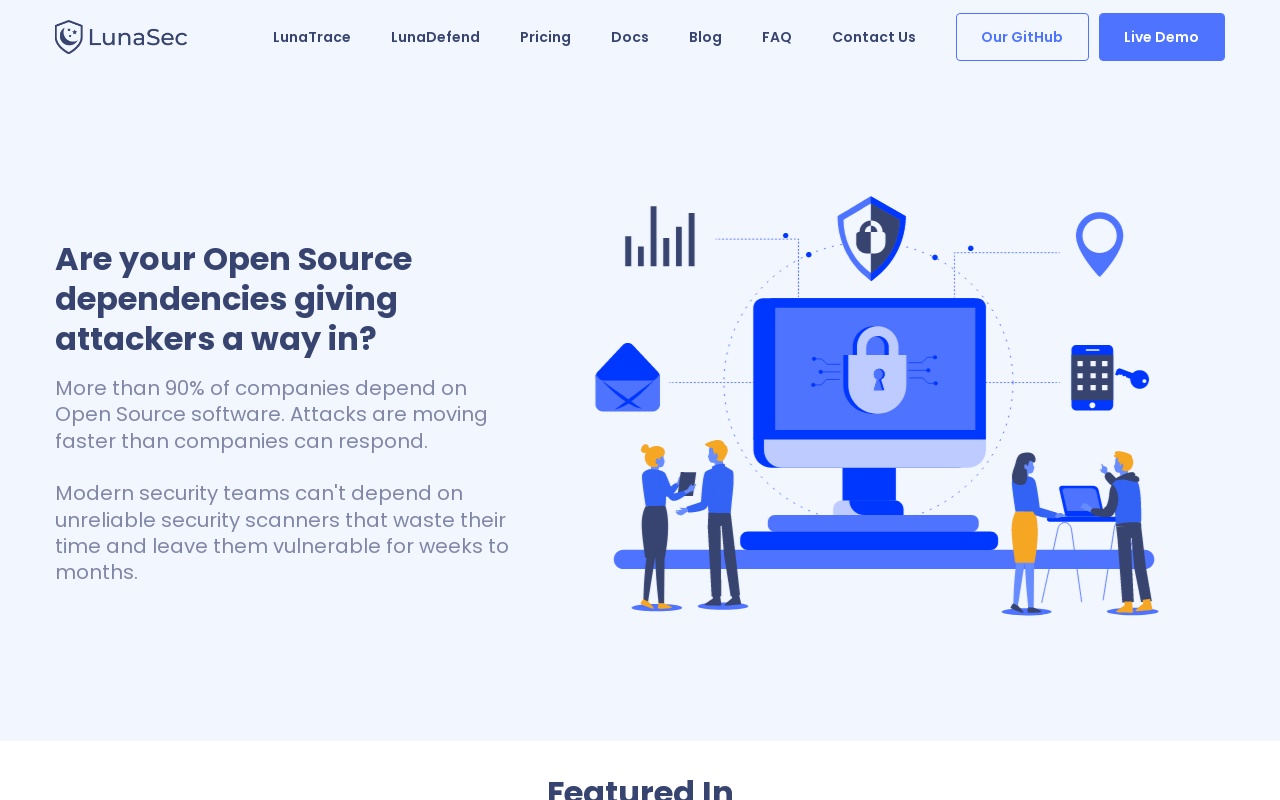 LunaSec
LunaTrace
LunaDefend
Pricing
Docs
Blog
FAQ
Contact Us
Our GitHub
Live Demo
Are your Open Source
dependencies giving
attackers a way in?
More than 90% of companies depend on
Open Source software. Attacks are moving
faster than companies can respond.
Modern security teams can't depend on
unreliable security scanners that waste their
time and leave them vulnerable for weeks to
months.
Featured In